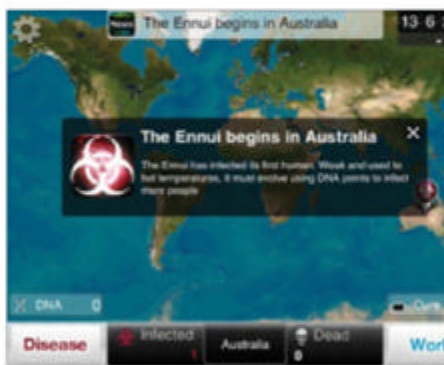 News
The Ennui begins in Australia
13 6
The Ennui begins in Australia
The Ennui has infected its first human. Weak and used to
hot temperatures, it must evolve using DNA points to infect
more people
DNA 0
Disease
Infected
1
Australia
Dead
0
Worl